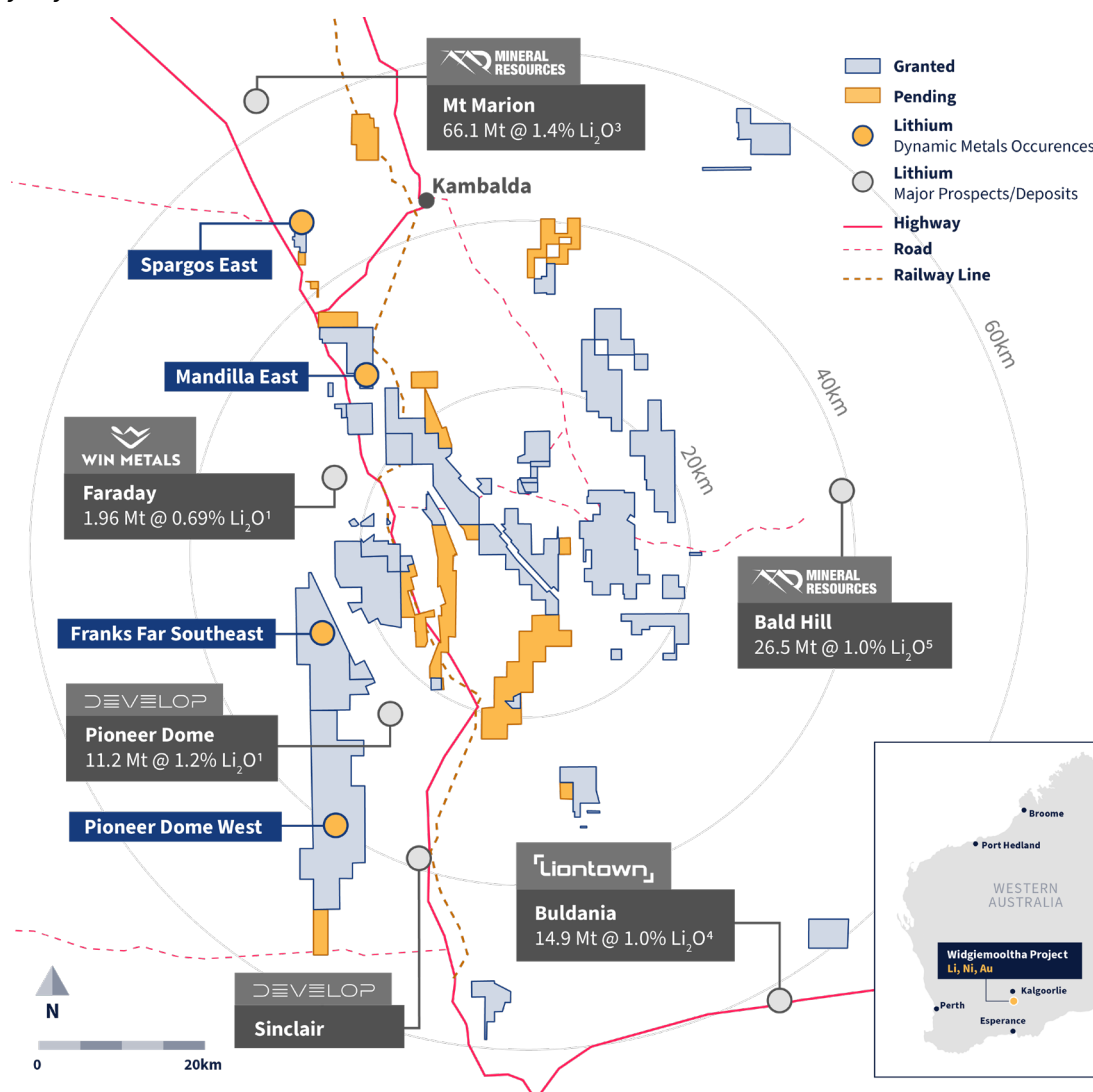 MINERAL
RESOURCES
Mt Marion
66.1 Mt @ 1.4% Li₂O³
Granted
Pending
Lithium
Dynamic Metals Occurences
Lithium
Major Prospects/Deposits
Highway
Road
Railway Line
Kambalda
Spargos East
Mandilla East
60km
40km
20km
WIN METALS
Faraday
1.96 Mt @ 0.69% Li₂O¹
MINERAL
RESOURCES
Bald Hill
26.5 Mt @ 1.0% Li₂O⁵
Franks Far Southeast
DEVELOP
Pioneer Dome
11.2 Mt @ 1.2% Li₂O¹
Pioneer Dome West
Liontown
Buldania
14.9 Mt @ 1.0% Li₂O⁴
DEVELOP
Sinclair
N
0 20km
Broome
Port Hedland
WESTERN
AUSTRALIA
Widgiemooltha Project
Li, Ni, Au
Kalgoorlie
Perth
Esperance